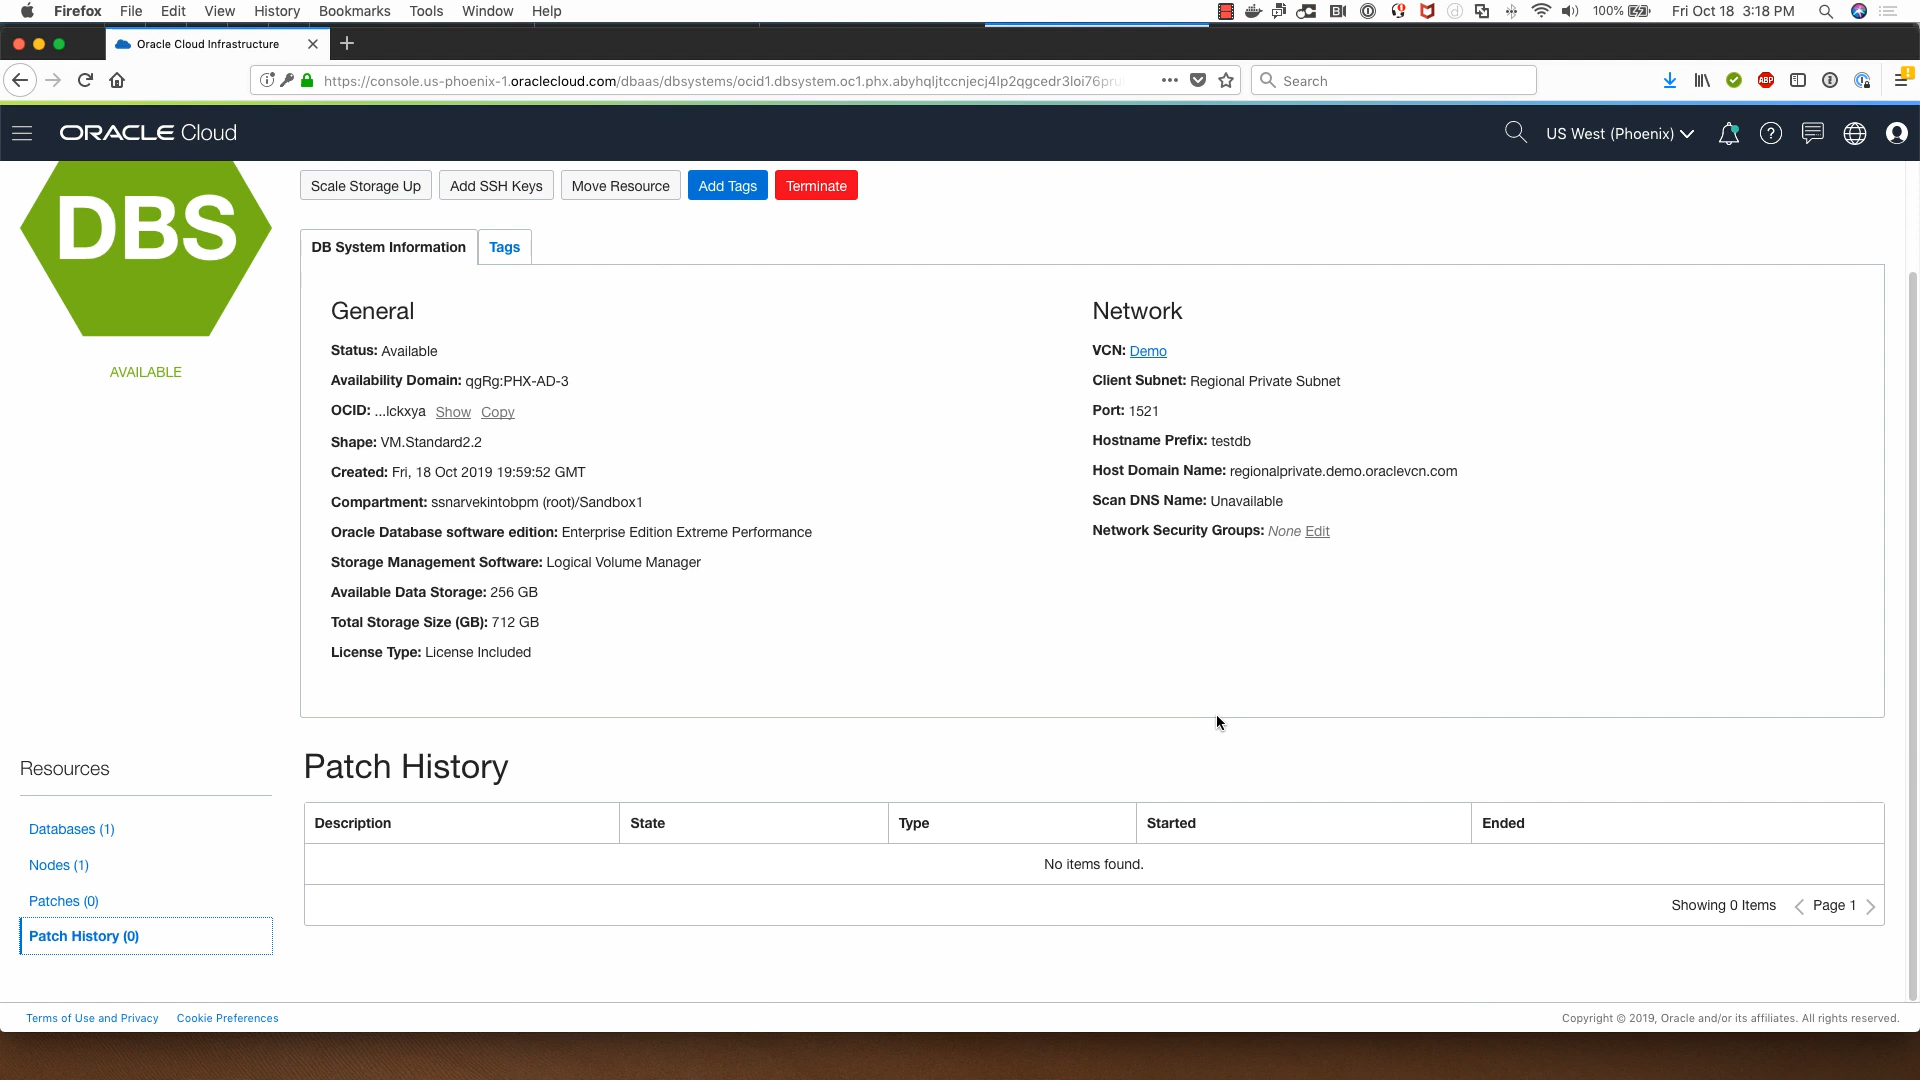 Firefox File Edit View History Bookmarks Tools Window Help 100% Fri Oct 18 3:18 PM
Oracle Cloud Infrastructure
https://console.us-phoenix-1.oraclecloud.com/dbaas/dbsystems/ocid1.dbsystem.oc1.phx.abyhqljtccnjecj4lp2qgcedr3loi76pru Search
ORACLE Cloud US West (Phoenix)
Scale Storage Up Add SSH Keys Move Resource Add Tags Terminate
DBS
AVAILABLE
DB System Information Tags
General
Status: Available
Availability Domain: qgRg:PHX-AD-3
OCID: ...lckxya Show Copy
Shape: VM.Standard2.2
Created: Fri, 18 Oct 2019 19:59:52 GMT
Compartment: ssnarvekintobpm (root)/Sandbox1
Oracle Database software edition: Enterprise Edition Extreme Performance
Storage Management Software: Logical Volume Manager
Available Data Storage: 256 GB
Total Storage Size (GB): 712 GB
License Type: License Included
Network
VCN: Demo
Client Subnet: Regional Private Subnet
Port: 1521
Hostname Prefix: testdb
Host Domain Name: regionalprivate.demo.oraclevcn.com
Scan DNS Name: Unavailable
Network Security Groups: None Edit
Resources
Databases (1)
Nodes (1)
Patches (0)
Patch History (0)
Patch History
Description State Type Started Ended
No items found.
Showing 0 Items Page 1
Terms of Use and Privacy Cookie Preferences
Copyright © 2019, Oracle and/or its affiliates. All rights reserved.